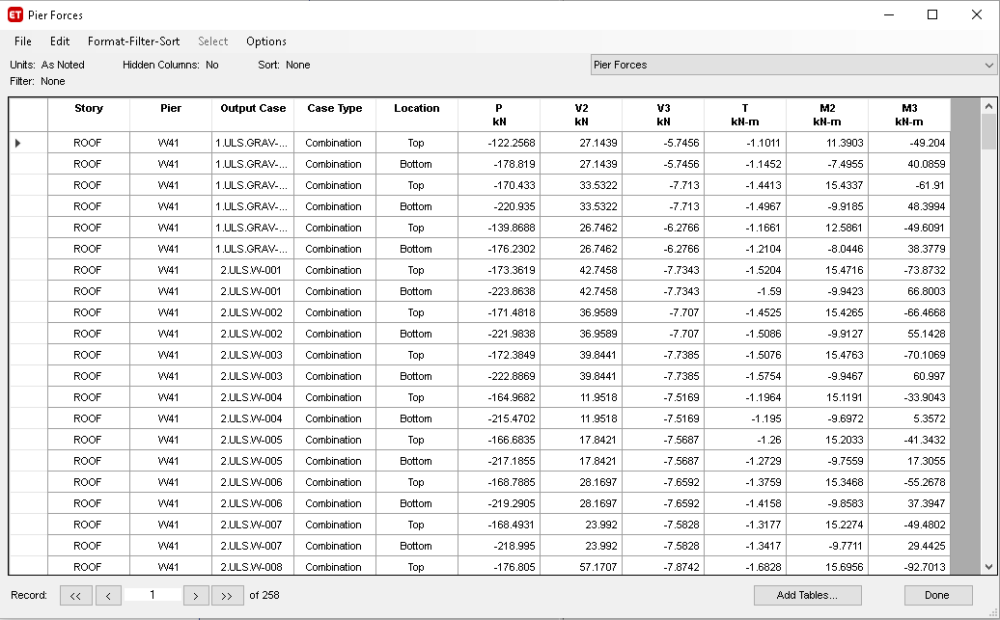 ET Pier Forces
File Edit Format-Filter-Sort Select Options
Units: As Noted Hidden Columns: No Sort: None Pier Forces
Filter: None
Story Pier Output Case Case Type Location P V2 V3 T M2 M3
kN kN kN kN-m kN-m kN-m
ROOF W41 1.ULS.GRAV-... Combination Top -122.2568 27.1439 -5.7456 -1.1011 11.3903 -49.204
ROOF W41 1.ULS.GRAV-... Combination Bottom -178.819 27.1439 -5.7456 -1.1452 -7.4955 40.0859
ROOF W41 1.ULS.GRAV-... Combination Top -170.433 33.5322 -7.713 -1.4413 15.4337 -61.91
ROOF W41 1.ULS.GRAV-... Combination Bottom -220.935 33.5322 -7.713 -1.4967 -9.9185 48.3994
ROOF W41 1.ULS.GRAV-... Combination Top -139.8688 26.7462 -6.2766 -1.1661 12.5861 -49.6091
ROOF W41 1.ULS.GRAV-... Combination Bottom -176.2302 26.7462 -6.2766 -1.2104 -8.0446 38.3779
ROOF W41 2.ULS.W-001 Combination Top -173.3619 42.7458 -7.7343 -1.5204 15.4716 -73.8732
ROOF W41 2.ULS.W-001 Combination Bottom -223.8638 42.7458 -7.7343 -1.59 -9.9423 66.8003
ROOF W41 2.ULS.W-002 Combination Top -171.4818 36.9589 -7.707 -1.4525 15.4265 -66.4668
ROOF W41 2.ULS.W-002 Combination Bottom -221.9838 36.9589 -7.707 -1.5086 -9.9127 55.1428
ROOF W41 2.ULS.W-003 Combination Top -172.3849 39.8441 -7.7385 -1.5076 15.4763 -70.1069
ROOF W41 2.ULS.W-003 Combination Bottom -222.8869 39.8441 -7.7385 -1.5754 -9.9467 60.997
ROOF W41 2.ULS.W-004 Combination Top -164.9682 11.9518 -7.5169 -1.1964 15.1191 -33.9043
ROOF W41 2.ULS.W-004 Combination Bottom -215.4702 11.9518 -7.5169 -1.195 -9.6972 5.3572
ROOF W41 2.ULS.W-005 Combination Top -166.6835 17.8421 -7.5687 -1.26 15.2033 -41.3432
ROOF W41 2.ULS.W-005 Combination Bottom -217.1855 17.8421 -7.5687 -1.2729 -9.7559 17.3055
ROOF W41 2.ULS.W-006 Combination Top -168.7885 28.1697 -7.6592 -1.3759 15.3468 -55.2678
ROOF W41 2.ULS.W-006 Combination Bottom -219.2905 28.1697 -7.6592 -1.4158 -9.8583 37.3947
ROOF W41 2.ULS.W-007 Combination Top -168.4931 23.992 -7.5828 -1.3177 15.2274 -49.4802
ROOF W41 2.ULS.W-007 Combination Bottom -218.995 23.992 -7.5828 -1.3417 -9.7711 29.4425
ROOF W41 2.ULS.W-008 Combination Top -176.805 57.1707 -7.8742 -1.6828 15.6956 -92.7013
Record: << < 1 > >> of 258 Add Tables... Done